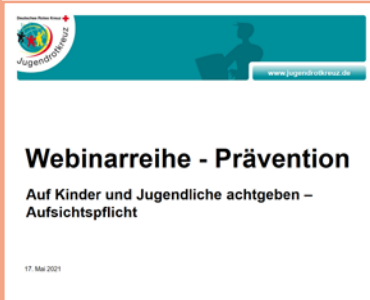 Deutsches Rotes Kreuz
Jugendrotkreuz
www.jugendrotkreuz.de
Webinarreihe - Prävention
Auf Kinder und Jugendliche achtgeben –
Aufsichtspflicht
17. Mai 2021